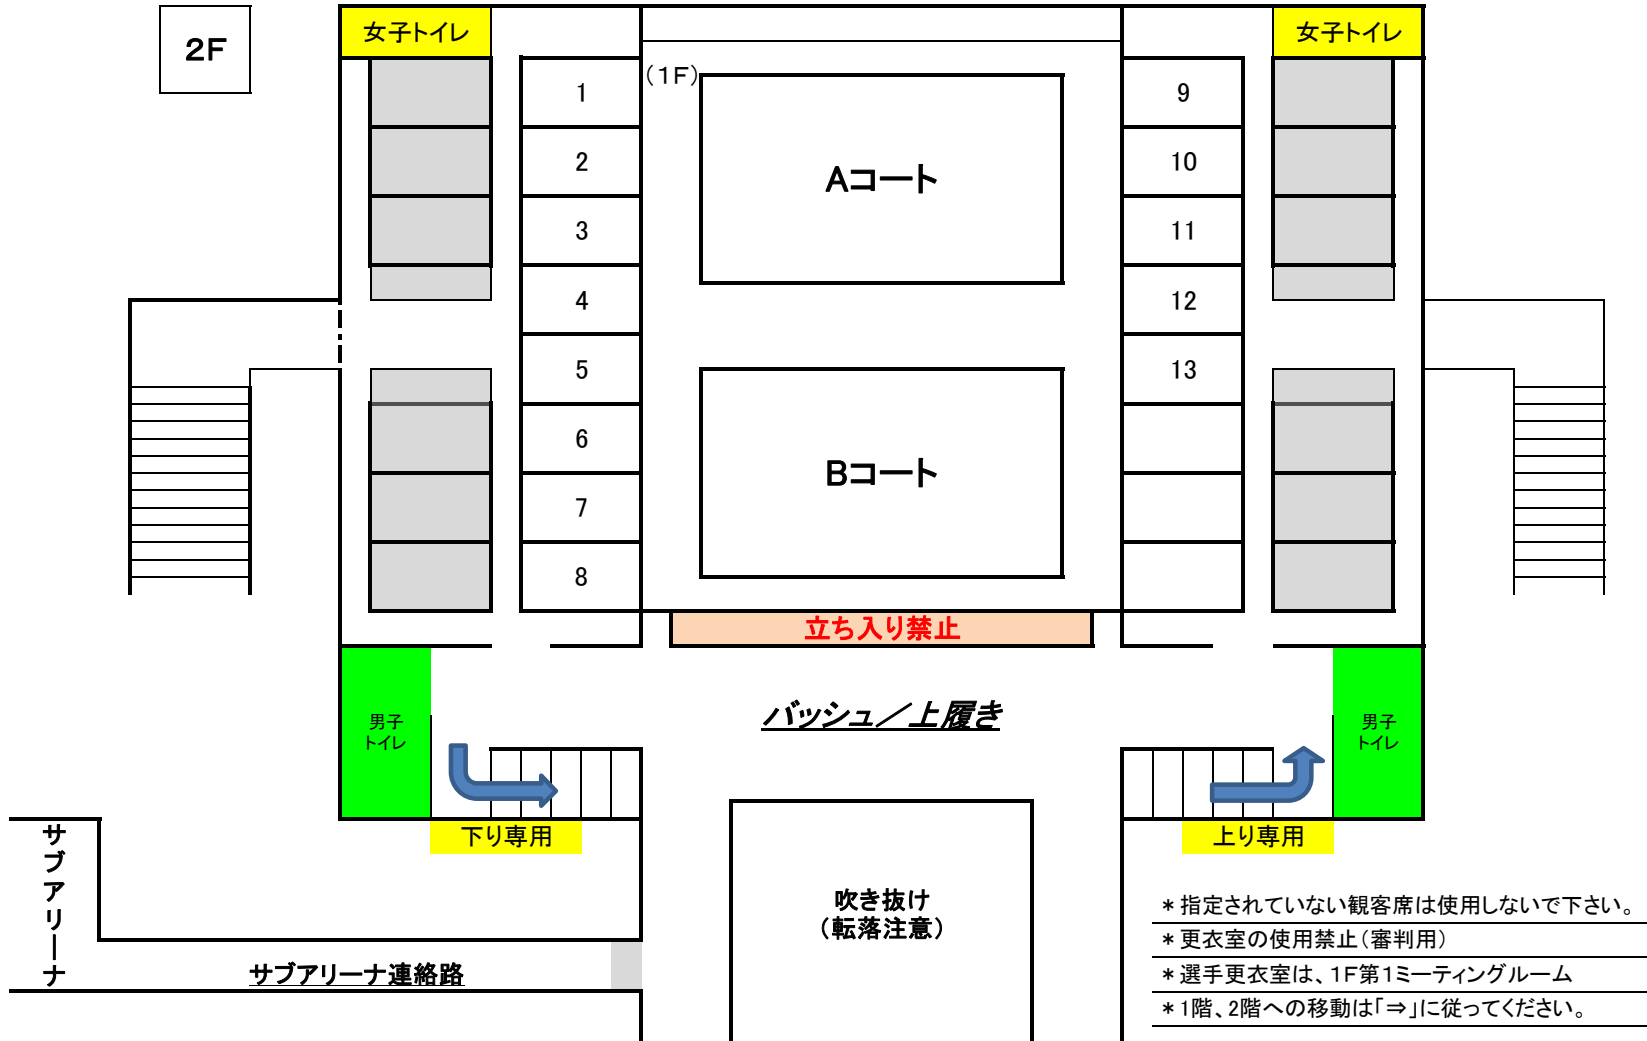 2F
女子トイレ
女子トイレ
(1F)
1
2
3
4
5
6
7
8
Aコート
Bコート
9
10
11
12
13
立ち入り禁止
バッシュ／上履き
男子
トイレ
男子
トイレ
下り専用
上り専用
サブアリーナ
サブアリーナ連絡路
吹き抜け
（転落注意）
＊指定されていない観客席は使用しないで下さい。
＊更衣室の使用禁止（審判用）
＊選手更衣室は、1F第1ミーティングルーム
＊1階、2階への移動は「⇒」に従ってください。